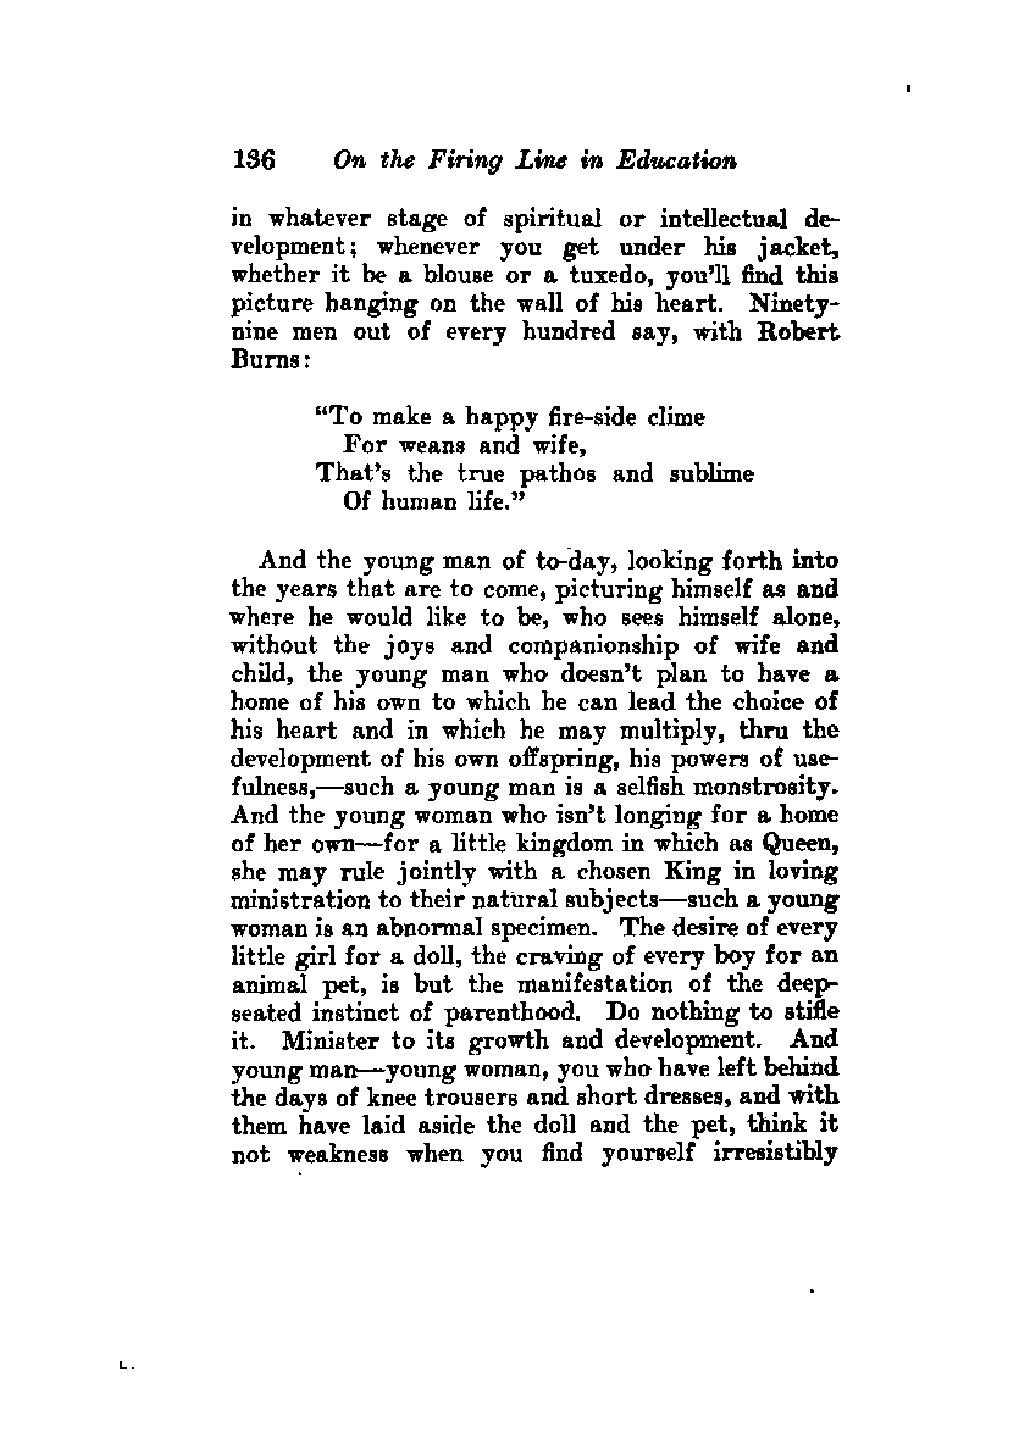 136 On the Firing Line in Education
in whatever stage of spiritual or intellectual de-
velopment; whenever you get under his jacket,
whether it be a blouse or a tuxedo, you'll find this
picture hanging on the wall of his heart. Ninety-
nine men out of every hundred say, with Robert
Burns:
"To make a happy fire-side clime
For weans and wife,
That's the true pathos and sublime
Of human life."
And the young man of to-day, looking forth into
the years that are to come, picturing himself as and
where he would like to be, who sees himself alone,
without the joys and companionship of wife and
child, the young man who doesn't plan to have a
home of his own to which he can lead the choice of
his heart and in which he may multiply, thru the
development of his own offspring, his powers of use-
fulness,—such a young man is a selfish monstrosity.
And the young woman who isn't longing for a home
of her own—for a little kingdom in which as Queen,
she may rule jointly with a chosen King in loving
ministration to their natural subjects—such a young
woman is an abnormal specimen. The desire of every
little girl for a doll, the craving of every boy for an
animal pet, is but the manifestation of the deep-
seated instinct of parenthood. Do nothing to stifle
it. Minister to its growth and development. And
young man—young woman, you who have left behind
the days of knee trousers and short dresses, and with
them have laid aside the doll and the pet, think it
not weakness when you find yourself irresistibly